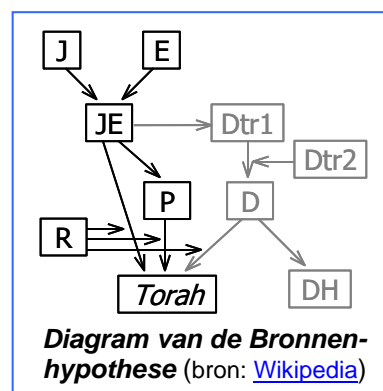 J E
JE Dtr1
Dtr2
P D
R
Torah DH
Diagram van de Bronnen-
hypothese (bron: Wikipedia)